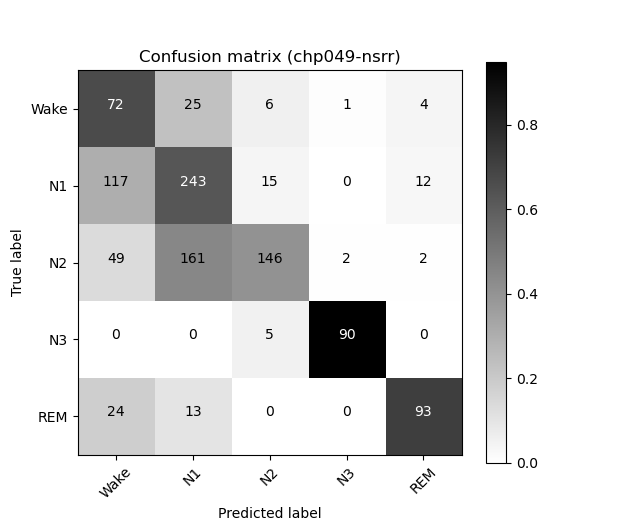 Confusion matrix (chp049-nsrr)
True label
Wake 72 25 6 1 4
N1 117 243 15 0 12
N2 49 161 146 2 2
N3 0 0 5 90 0
REM 24 13 0 0 93
Wake N1 N2 N3 REM
Predicted label
0.8
0.6
0.4
0.2
0.0